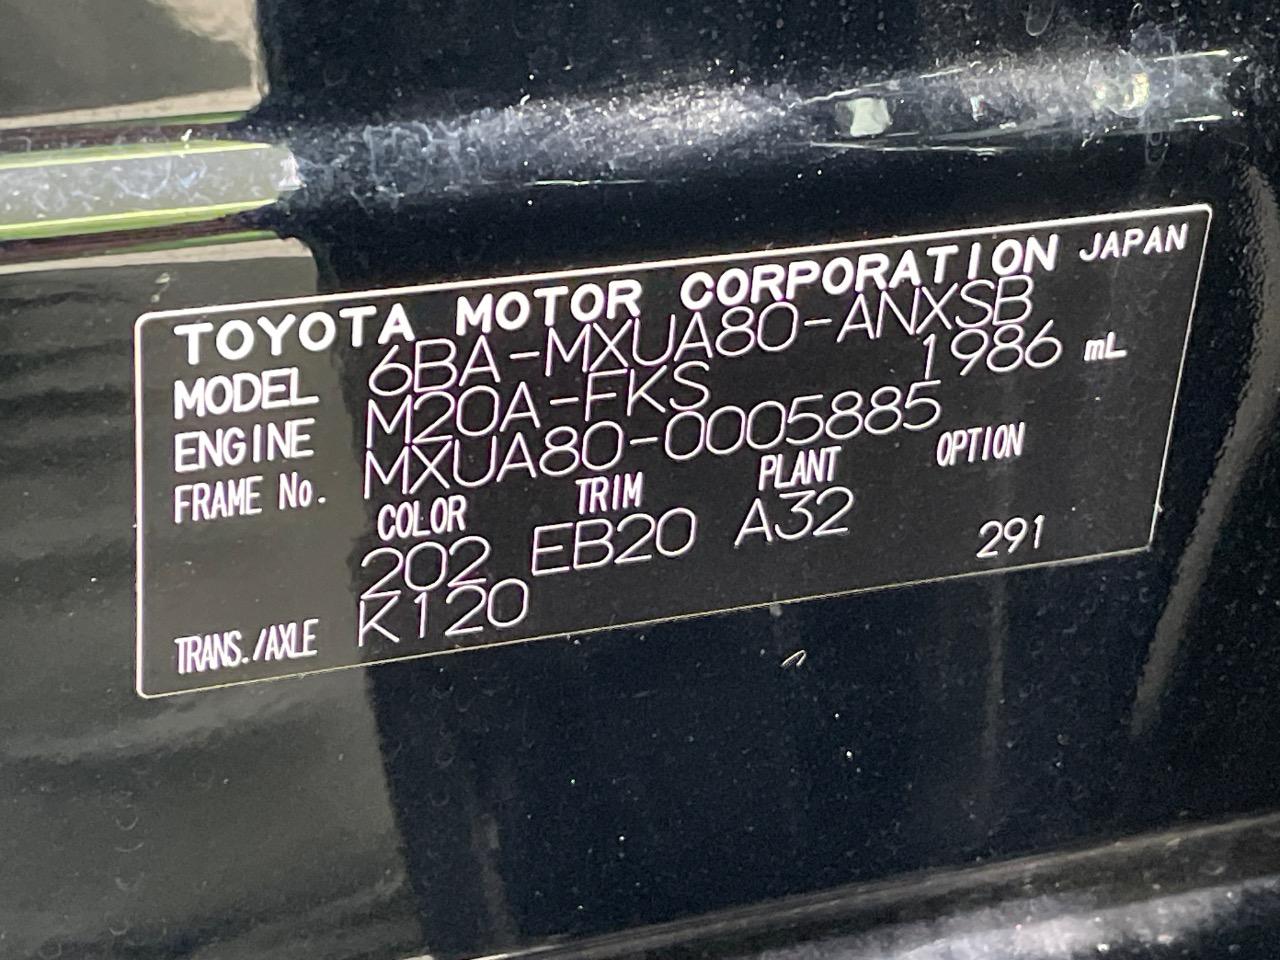 TOYOTA MOTOR CORPORATION JAPAN
MODEL 6BA-MXUA80-ANXSB
ENGINE M20A-FKS 1986 mL
FRAME No. MXUA80-0005885
COLOR TRIM PLANT OPTION
202 EB20 A32
TRANS./AXLE K120 291